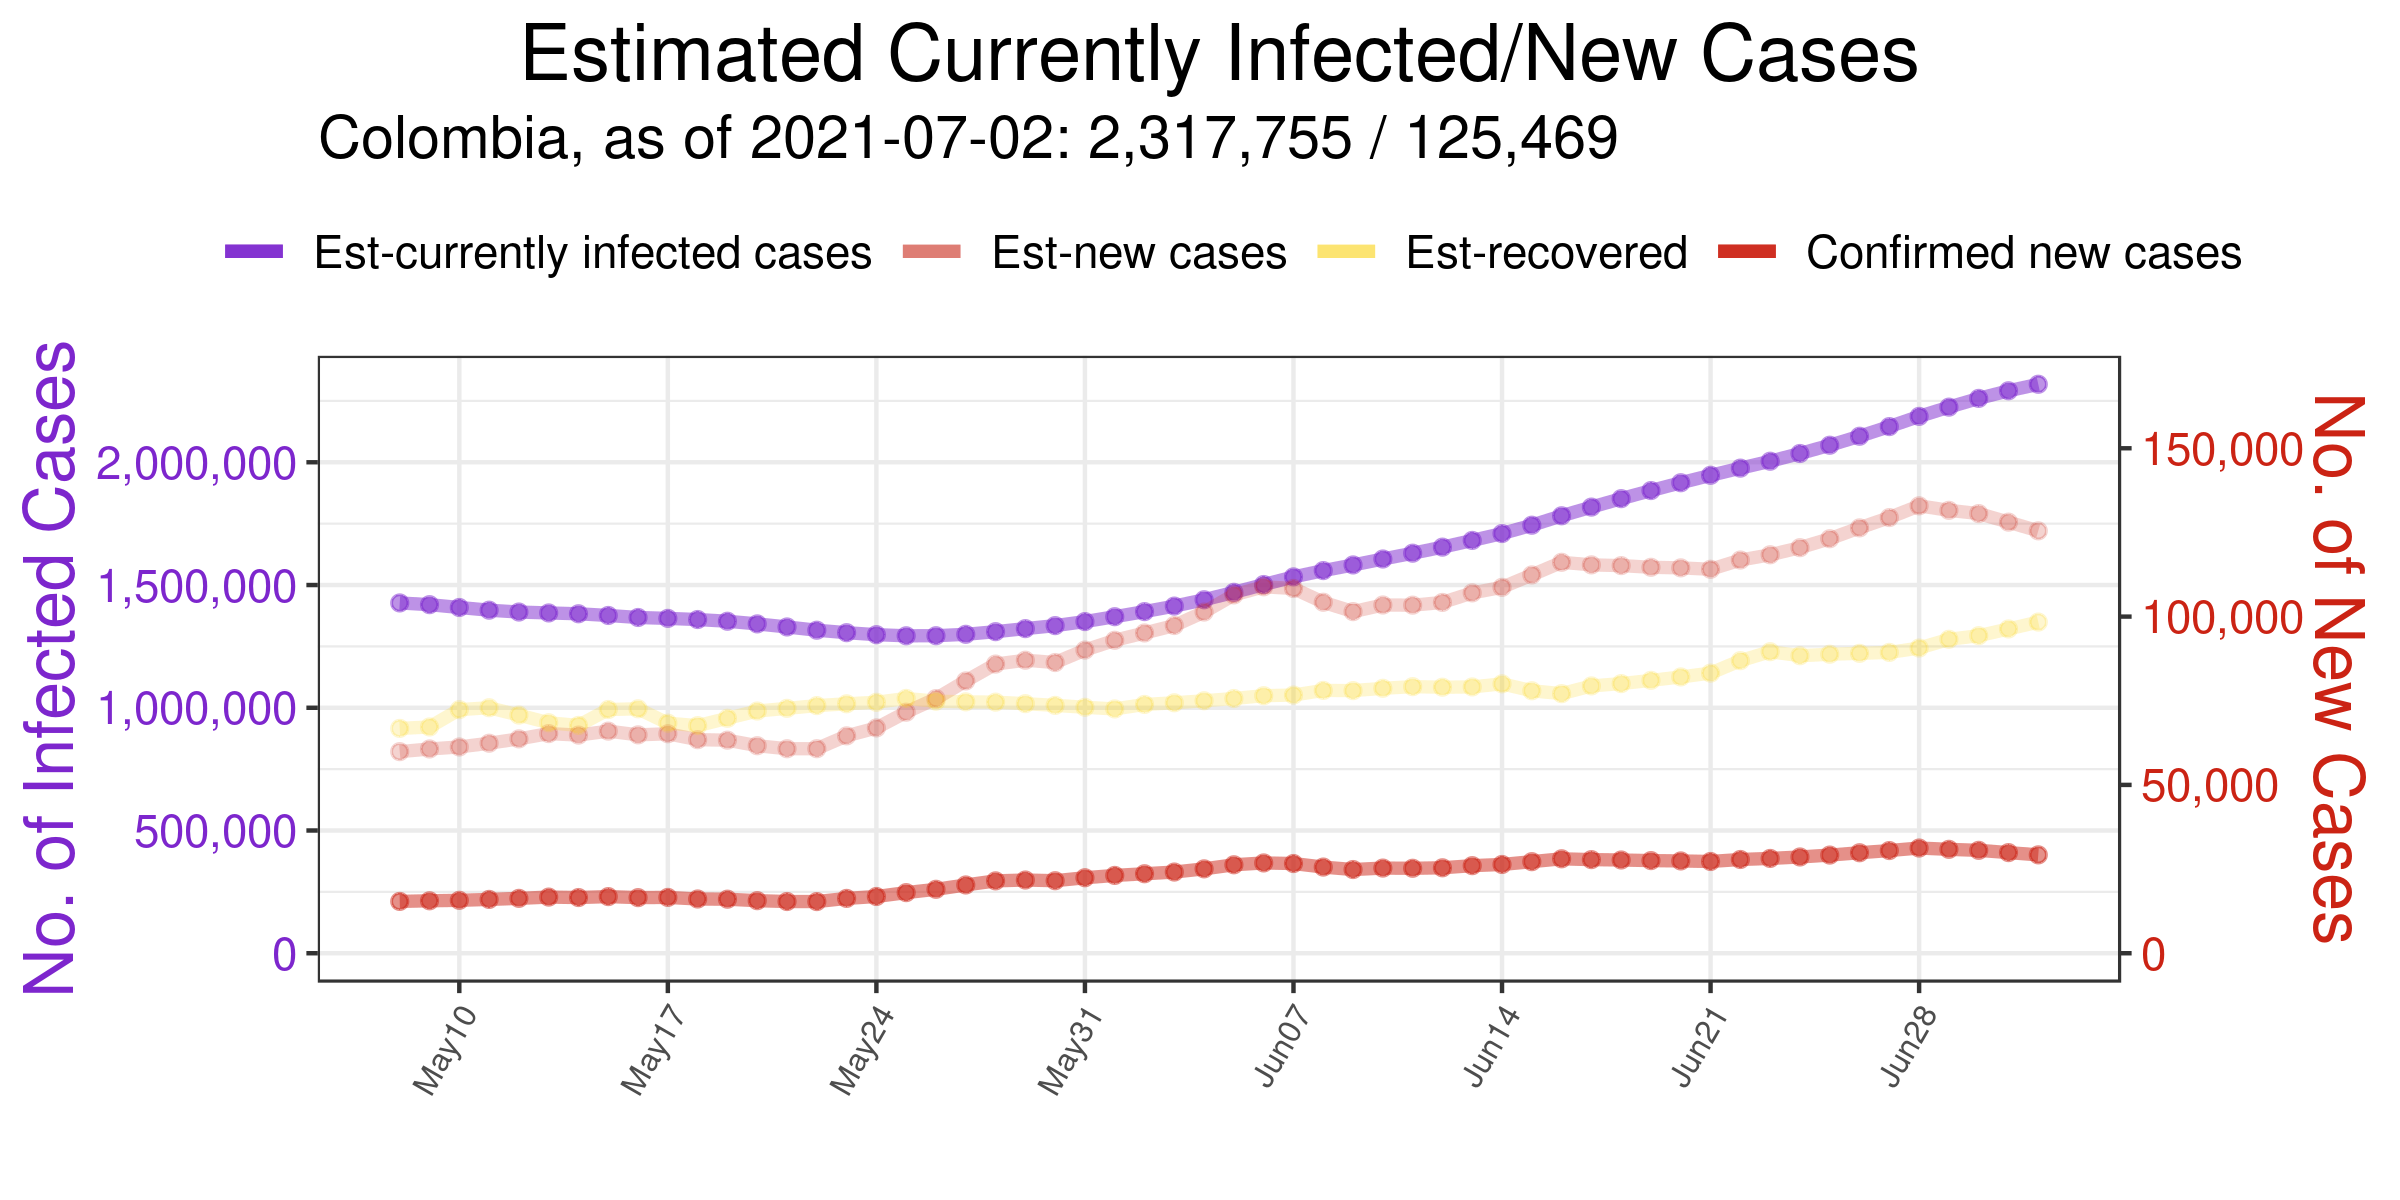 Estimated Currently Infected/New Cases
Colombia, as of 2021-07-02: 2,317,755 / 125,469
Est-currently infected cases Est-new cases Est-recovered Confirmed new cases
No. of Infected Cases
2,000,000
1,500,000
1,000,000
500,000
0
150,000
100,000
50,000
0
No. of New Cases
May10 May17 May24 May31 Jun07 Jun14 Jun21 Jun28